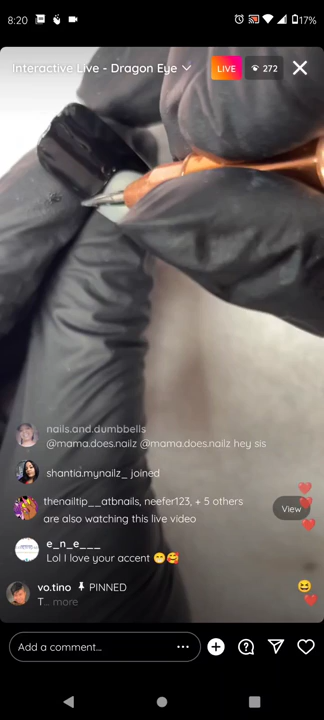 8:20
17%
Interactive Live - Dragon Eye
LIVE
272
nails.and.dumbbells
@mama.does.nailz @mama.does.nailz hey sis
shantia.mynailz_ joined
thenailtip__atbnails, neefer123, + 5 others
are also watching this live video
View
e_n_e___
Lol I love your accent 😁🥰
vo.tino PINNED
T... more
Add a comment...